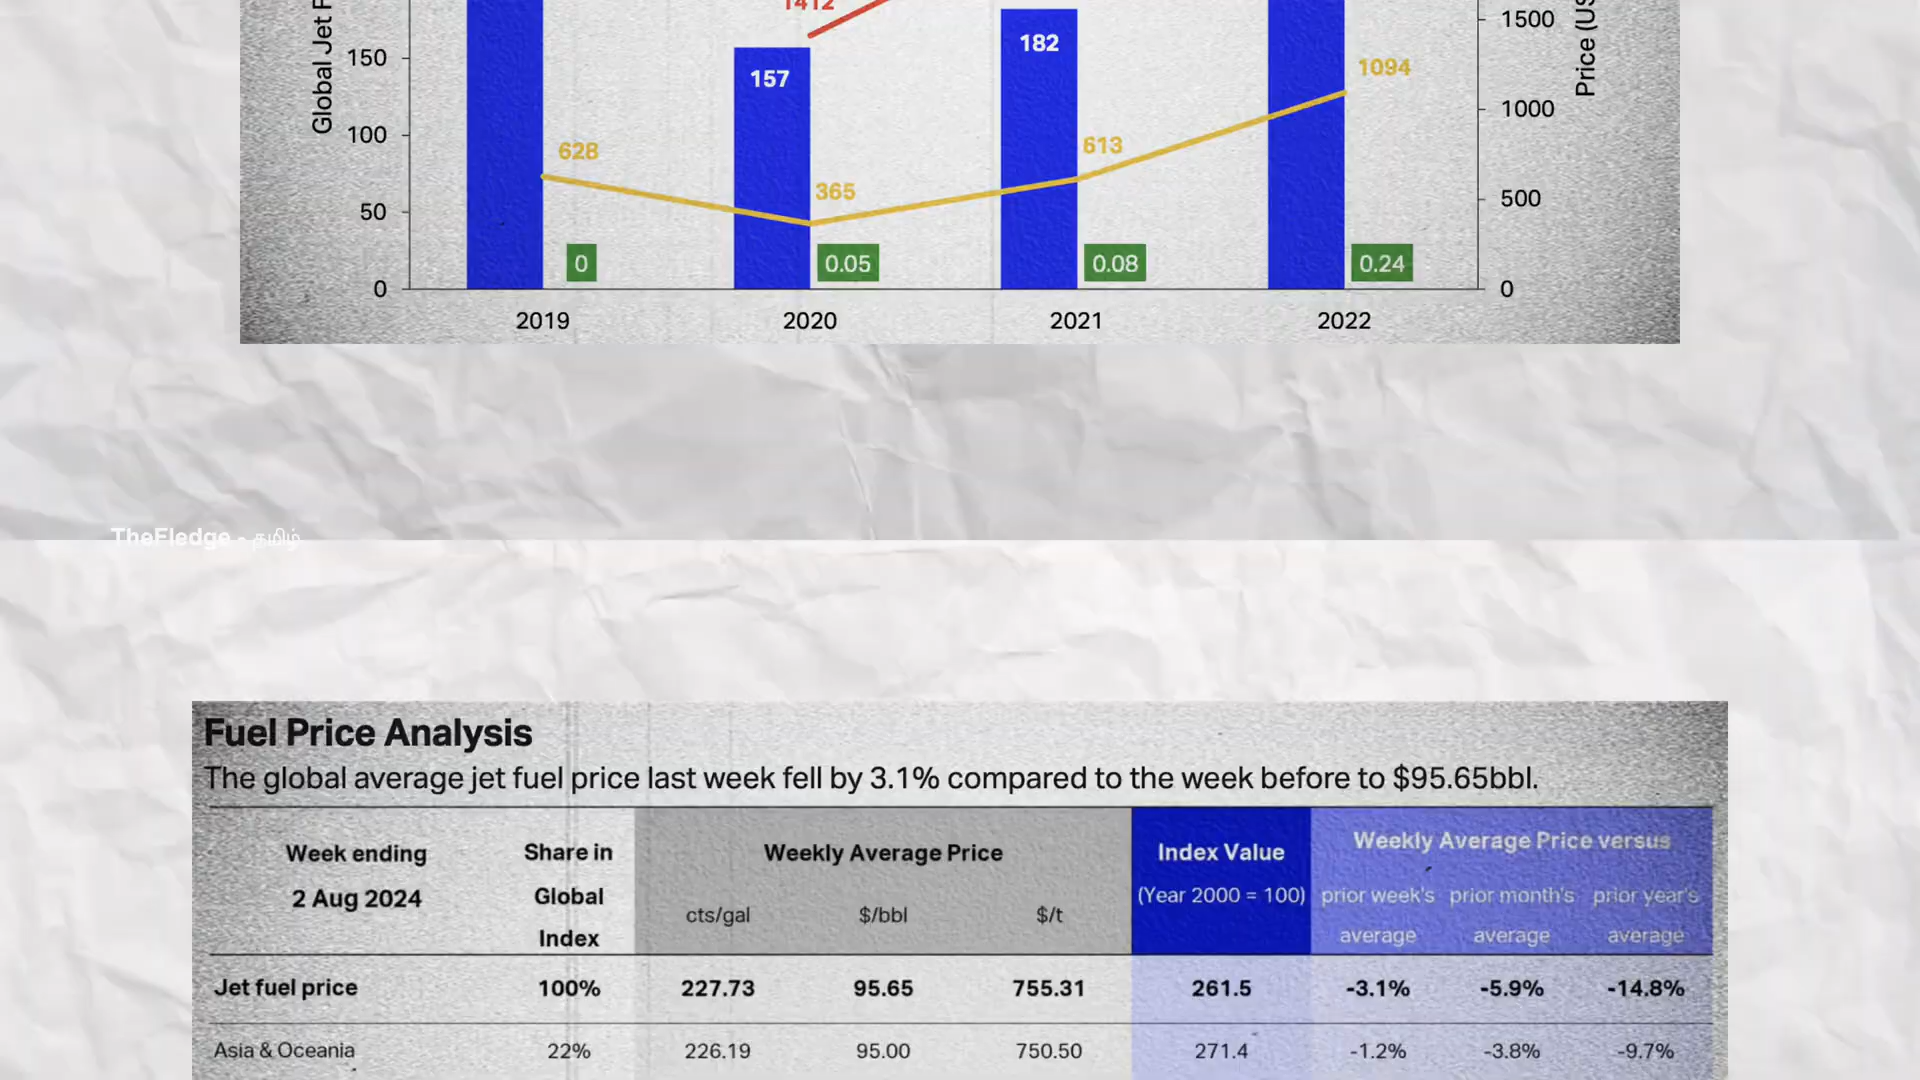 1412
Global Jet F
150
100
50
0
157
182
628
365
613
1094
0
0.05
0.08
0.24
1500
1000
500
0
Price (US
2019 2020 2021 2022
TheFledge - தமிழ்
Fuel Price Analysis
The global average jet fuel price last week fell by 3.1% compared to the week before to $95.65bbl.
Week ending
2 Aug 2024
Share in
Global
Index
Weekly Average Price
cts/gal $/bbl $/t
Index Value
(Year 2000 = 100)
Weekly Average Price versus
prior week's prior month's prior year's
average average average
Jet fuel price 100% 227.73 95.65 755.31 261.5 -3.1% -5.9% -14.8%
Asia & Oceania 22% 226.19 95.00 750.50 271.4 -1.2% -3.8% -9.7%